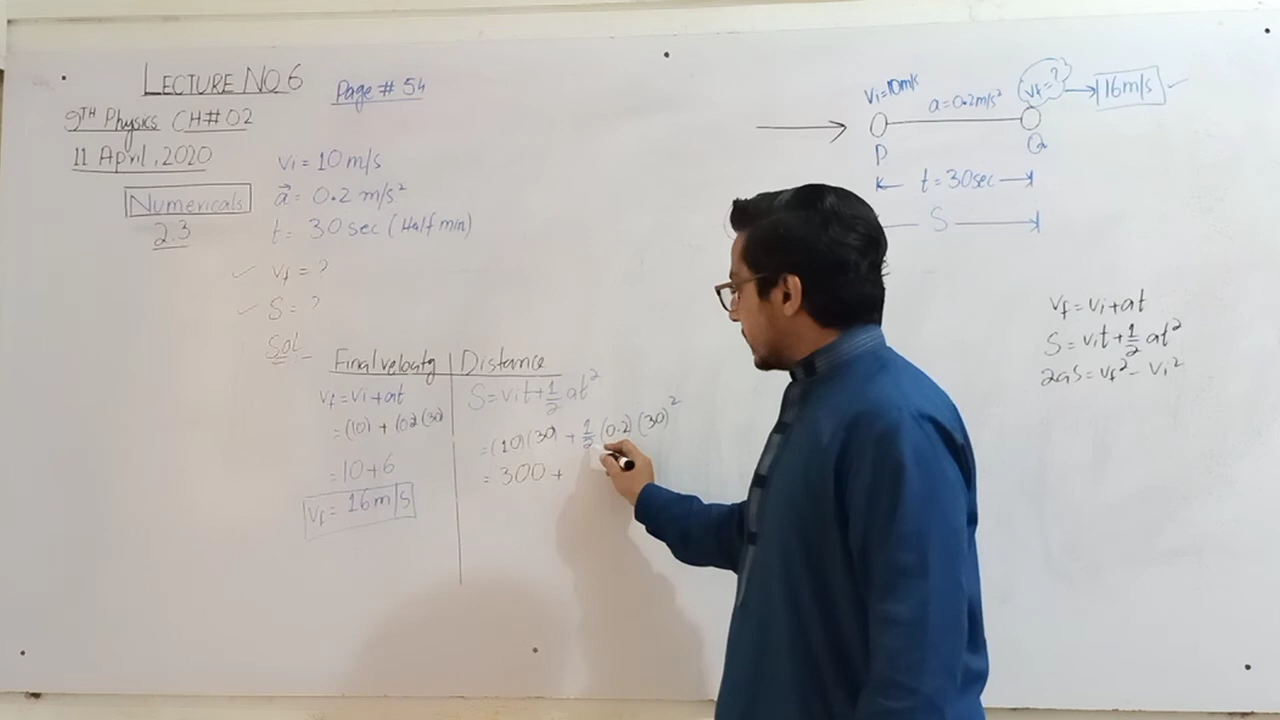 LECTURE NO 6
Page # 54
9TH Physics CH#02
11 April, 2020
Numericals
2.3
vi = 10 m/s
a⃗ = 0.2 m/s²
t = 30 sec (Half min)
✓ vf = ?
✓ S = ?
Sol
Final velocity
vf = vi + at
= (10) + (0.2)(30)
= 10 + 6
vf = 16 m/s
Distance
S = vit + 1/2 at²
= (10)(30) + 1/2 (0.2) (30)²
= 300 +
vi = 10 m/s
a = 0.2 m/s²
vf = ?
16 m/s ✓
P
Q
t = 30 sec
S
vf = vi + at
S = vit + 1/2 at²
2aS = vf² - vi²